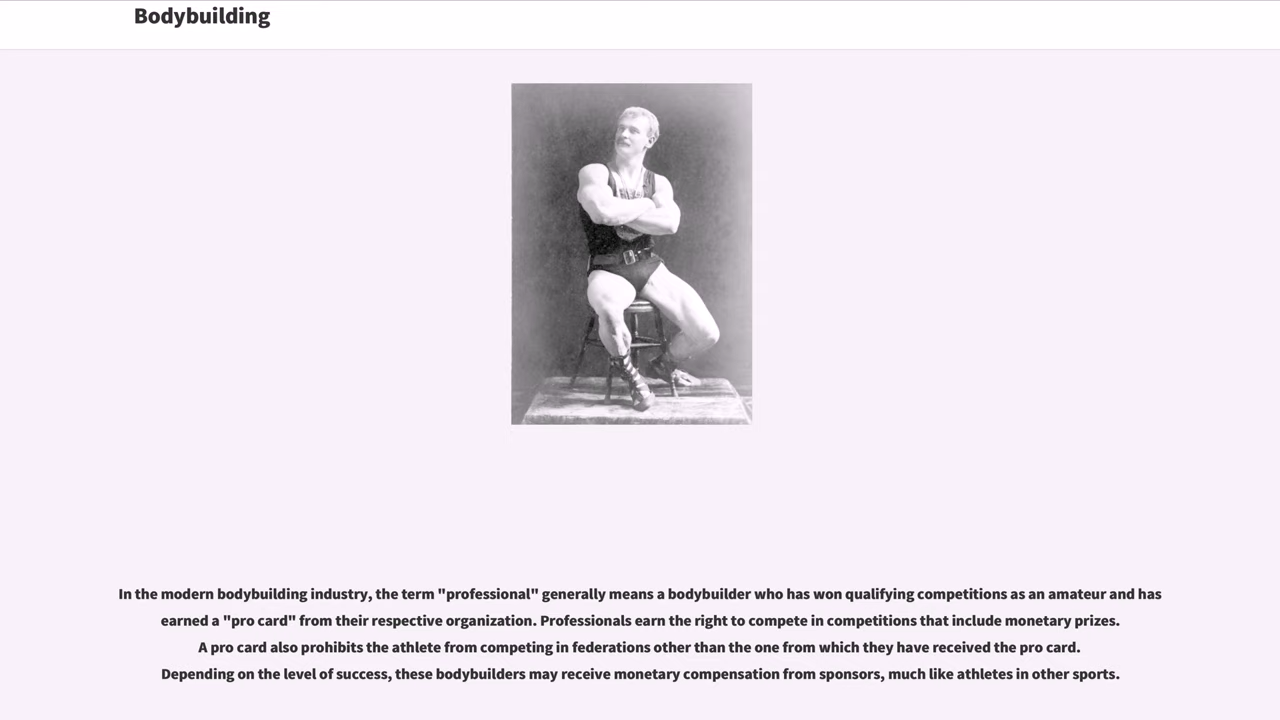 Bodybuilding
In the modern bodybuilding industry, the term "professional" generally means a bodybuilder who has won qualifying competitions as an amateur and has
earned a "pro card" from their respective organization. Professionals earn the right to compete in competitions that include monetary prizes.
A pro card also prohibits the athlete from competing in federations other than the one from which they have received the pro card.
Depending on the level of success, these bodybuilders may receive monetary compensation from sponsors, much like athletes in other sports.